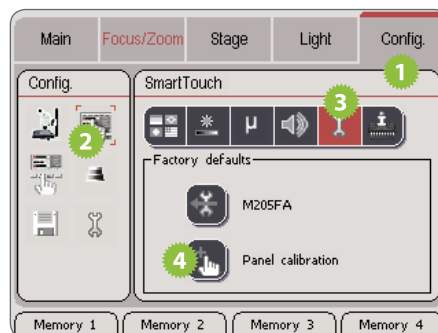 Main Focus/Zoom Stage Light Config.
1
Config. SmartTouch
3
2
µ i
Factory defaults
M205FA
4 Panel calibration
Memory 1 Memory 2 Memory 3 Memory 4